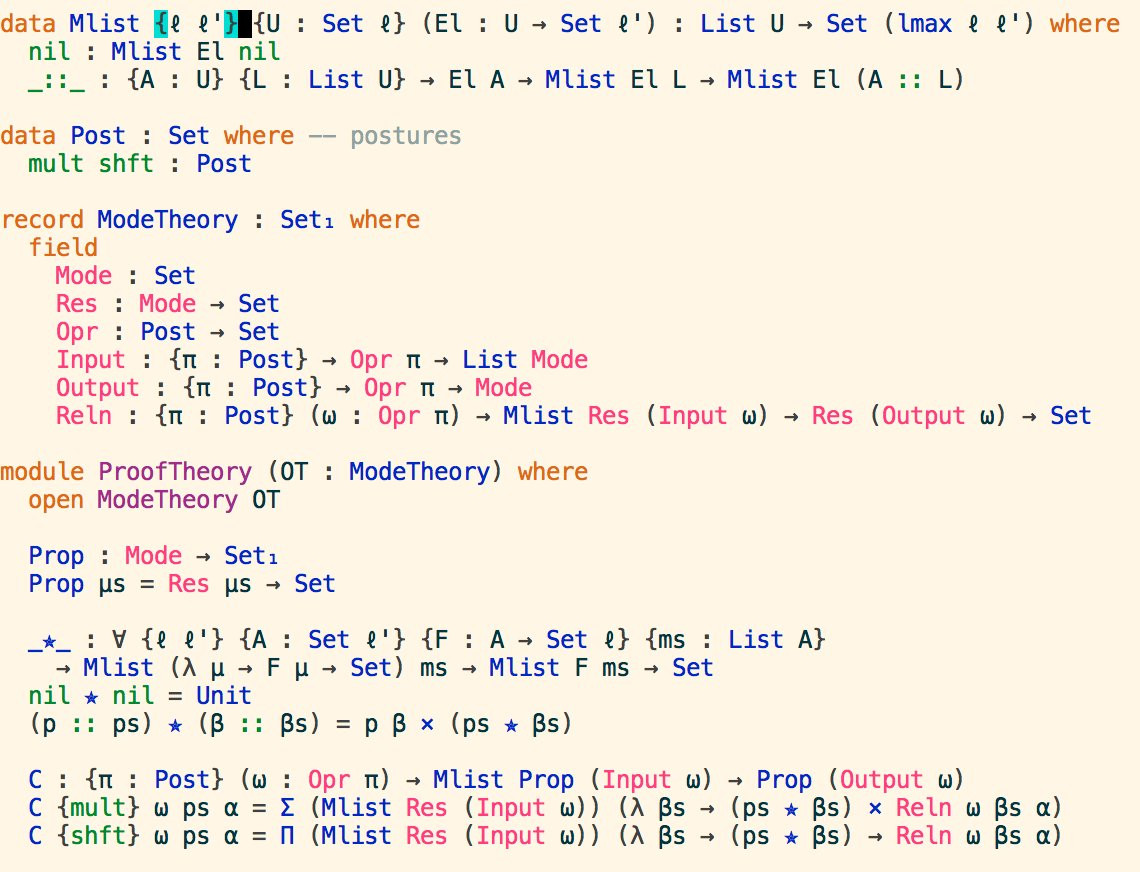 data Mlist {ℓ ℓ'} {U : Set ℓ} (El : U → Set ℓ') : List U → Set (lmax ℓ ℓ') where
  nil : Mlist El nil
  _::_ : {A : U} {L : List U} → El A → Mlist El L → Mlist El (A :: L)
data Post : Set where -- postures
  mult shft : Post
record ModeTheory : Set₁ where
  field
    Mode : Set
    Res : Mode → Set
    Opr : Post → Set
    Input : {π : Post} → Opr π → List Mode
    Output : {π : Post} → Opr π → Mode
    Reln : {π : Post} (ω : Opr π) → Mlist Res (Input ω) → Res (Output ω) → Set
module ProofTheory (OT : ModeTheory) where
  open ModeTheory OT
  Prop : Mode → Set₁
  Prop μs = Res μs → Set
  _⋆_ : ∀ {ℓ ℓ'} {A : Set ℓ'} {F : A → Set ℓ} {ms : List A}
    → Mlist (λ μ → F μ → Set) ms → Mlist F ms → Set
  nil ⋆ nil = Unit
  (p :: ps) ⋆ (β :: βs) = p β × (ps ⋆ βs)
  C : {π : Post} (ω : Opr π) → Mlist Prop (Input ω) → Prop (Output ω)
  C {mult} ω ps α = Σ (Mlist Res (Input ω)) (λ βs → (ps ⋆ βs) × Reln ω βs α)
  C {shft} ω ps α = Π (Mlist Res (Input ω)) (λ βs → (ps ⋆ βs) → Reln ω βs α)